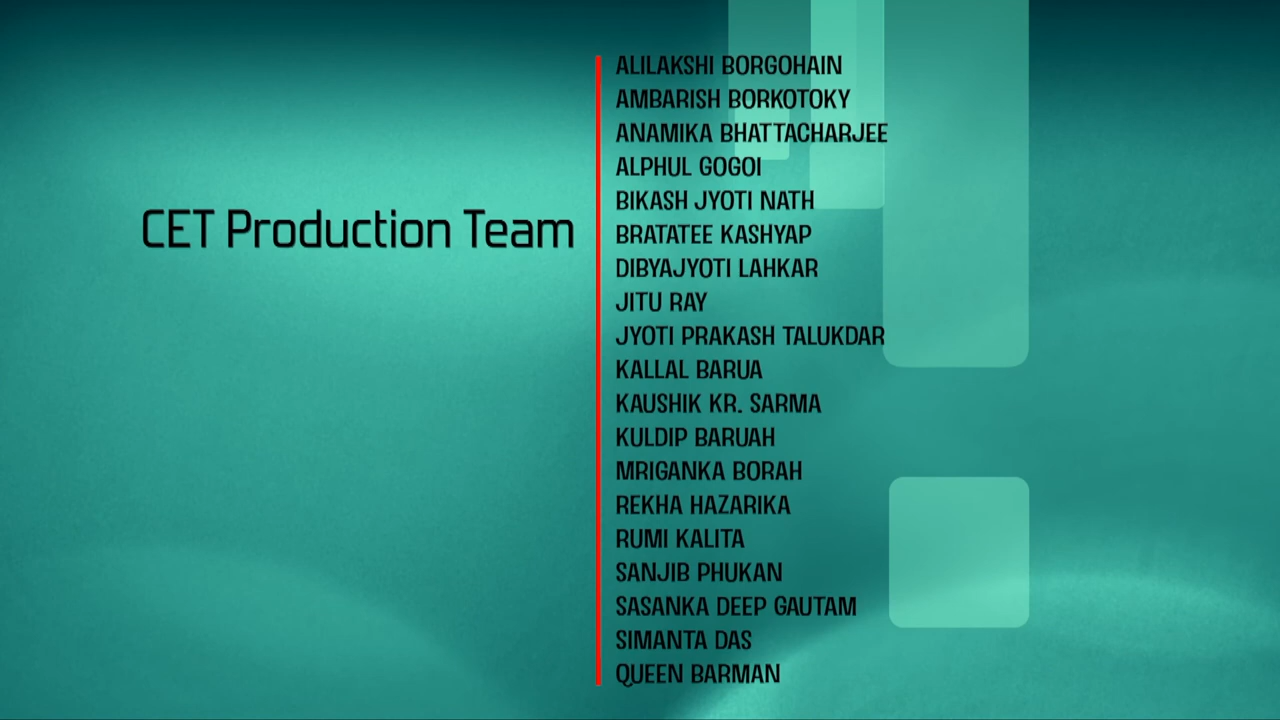 CET Production Team
ALILAKSHI BORGOHAIN
AMBARISH BORKOTOKY
ANAMIKA BHATTACHARJEE
ALPHUL GOGOI
BIKASH JYOTI NATH
BRATATEE KASHYAP
DIBYAJYOTI LAHKAR
JITU RAY
JYOTI PRAKASH TALUKDAR
KALLAL BARUA
KAUSHIK KR. SARMA
KULDIP BARUAH
MRIGANKA BORAH
REKHA HAZARIKA
RUMI KALITA
SANJIB PHUKAN
SASANKA DEEP GAUTAM
SIMANTA DAS
QUEEN BARMAN